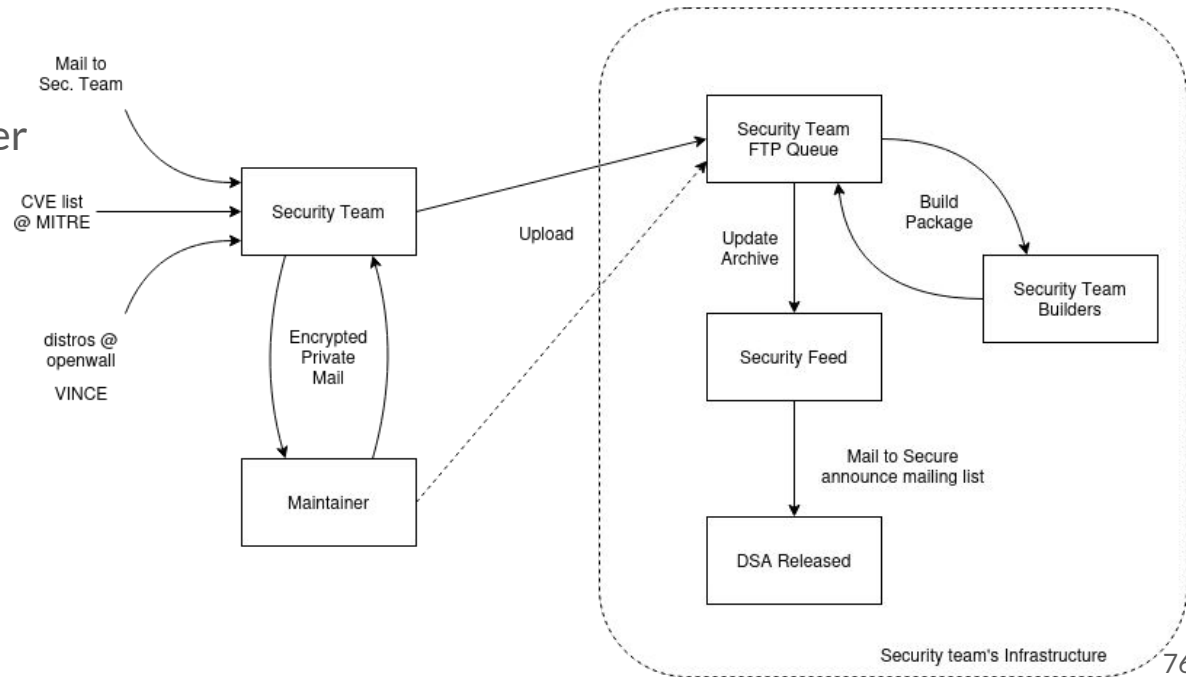 Mail to
Sec. Team
er
CVE list
@ MITRE
distros @
openwall
VINCE
Security Team
Encrypted
Private
Mail
Maintainer
Upload
Security Team
FTP Queue
Build
Package
Update
Archive
Security Team
Builders
Security Feed
Mail to Secure
announce mailing list
DSA Released
Security team's Infrastructure
76